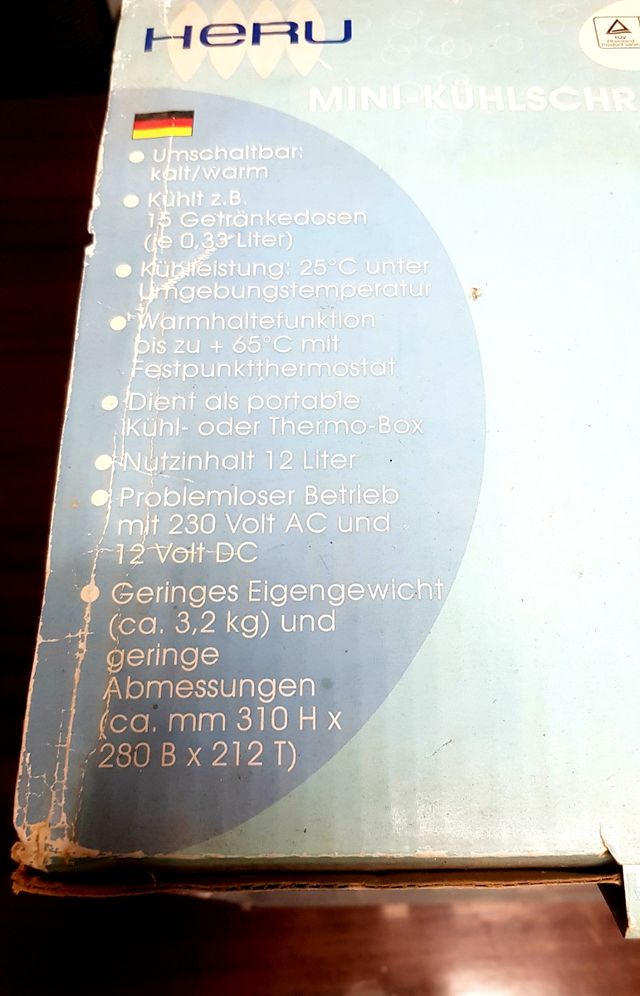 HERU
TÜV
MINI-KÜHLSCHR
Umschaltbar:
kalt/warm
Kühlt z.B.
15 Getränkedosen
(je 0,33 Liter)
Kühlleistung: 25°C unter
Umgebungstemperatur
Warmhaltefunktion
bis zu + 65°C mit
Festpunktthermostat
Dient als portable
Kühl- oder Thermo-Box
Nutzinhalt 12 Liter
Problemloser Betrieb
mit 230 Volt AC und
12 Volt DC
Geringes Eigengewicht
(ca. 3,2 kg) und
geringe
Abmessungen
(ca. mm 310 H x
280 B x 212 T)